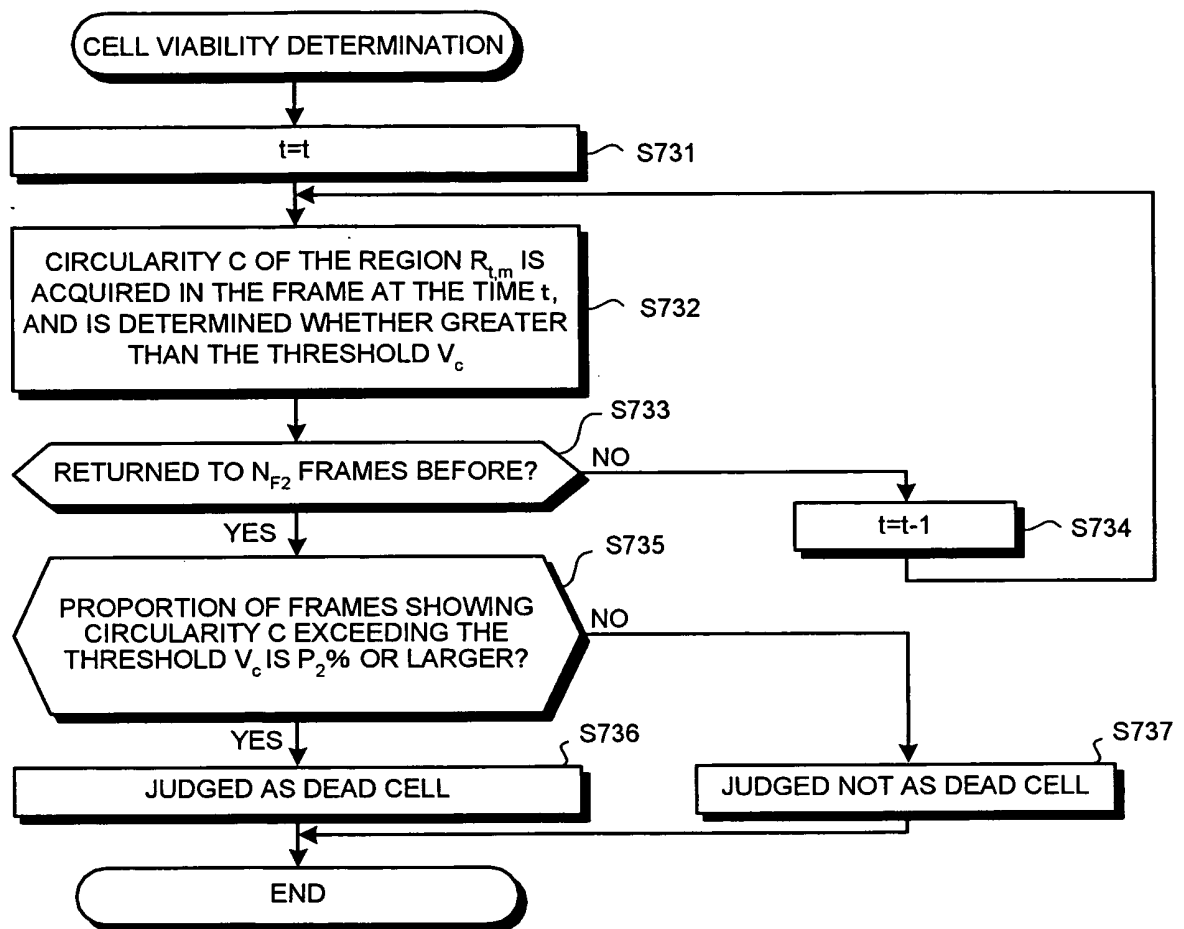 CELL VIABILITY DETERMINATION
t=t
S731
CIRCULARITY C OF THE REGION Rt,m IS
ACQUIRED IN THE FRAME AT THE TIME t,
AND IS DETERMINED WHETHER GREATER
THAN THE THRESHOLD Vc
S732
S733
RETURNED TO NF2 FRAMES BEFORE?
NO
YES
t=t-1
S734
S735
PROPORTION OF FRAMES SHOWING
CIRCULARITY C EXCEEDING THE
THRESHOLD Vc IS P2% OR LARGER?
NO
YES
S736
JUDGED AS DEAD CELL
S737
JUDGED NOT AS DEAD CELL
END